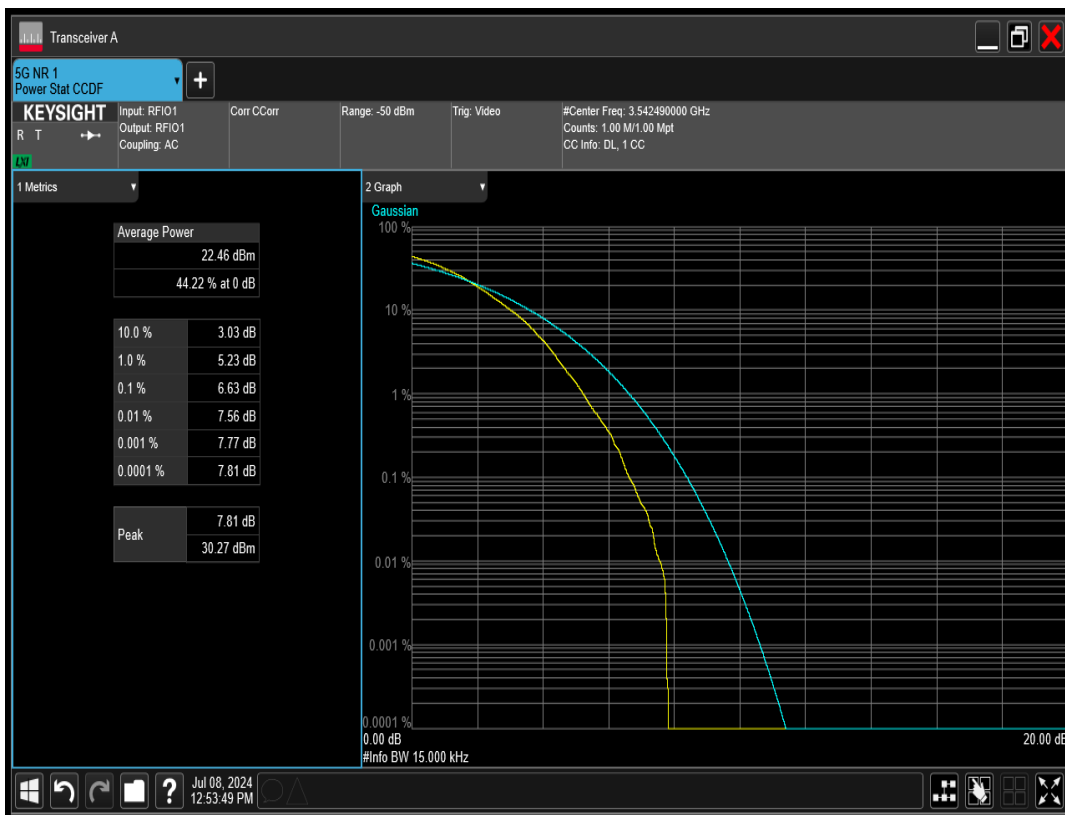 Transceiver A
5G NR 1
Power Stat CCDF
+
KEYSIGHT
R T
LXI
Input: RFIO1
Output: RFIO1
Coupling: AC
Corr CCorr
Range: -50 dBm
Trig: Video
#Center Freq: 3.542490000 GHz
Counts: 1.00 M/1.00 Mpt
CC Info: DL, 1 CC
1 Metrics
Average Power
22.46 dBm
44.22 % at 0 dB
10.0 % 3.03 dB
1.0 % 5.23 dB
0.1 % 6.63 dB
0.01 % 7.56 dB
0.001 % 7.77 dB
0.0001 % 7.81 dB
Peak
7.81 dB
30.27 dBm
2 Graph
Gaussian
100 %
10 %
1 %
0.1 %
0.01 %
0.001 %
0.0001 %
0.00 dB 20.00 dB
#Info BW 15.000 kHz
?
Jul 08, 2024
12:53:49 PM